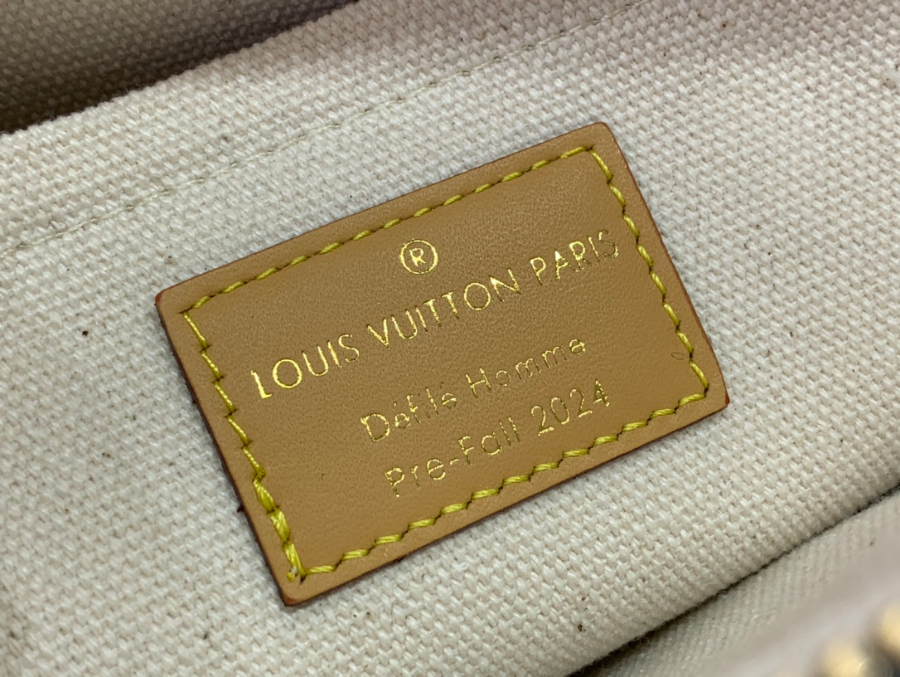 ®
LOUIS VUITTON PARIS
Défilé Homme
Pre-Fall 2024